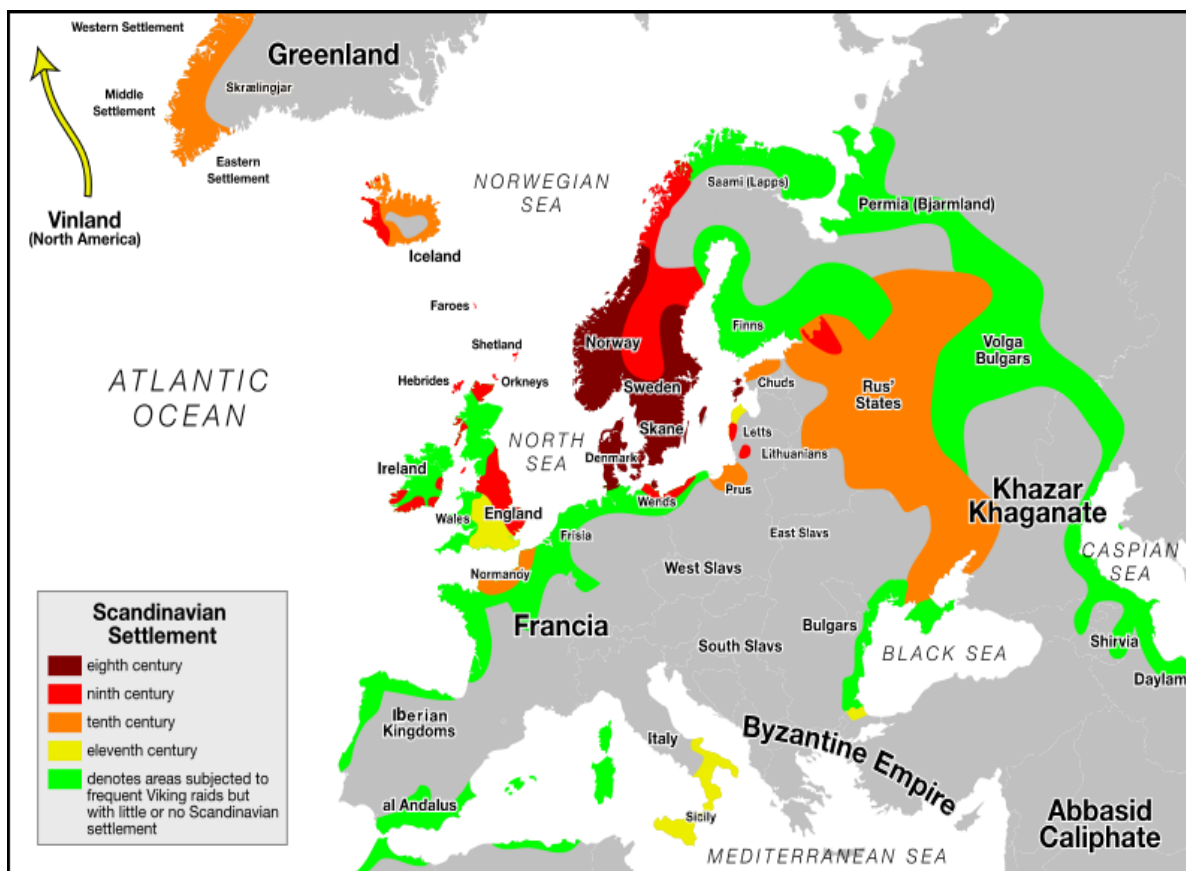 Western Settlement
Greenland
Skrælingjar
Middle
Settlement
Eastern
Settlement
Vinland
(North America)
NORWEGIAN
SEA
Iceland
Saami (Lapps)
Permia (Bjarmland)
Faroes
Shetland
Hebrides
Orkneys
Norway
Sweden
Skane
Finns
Chuds
Rus'
States
Volga
Bulgars
ATLANTIC
OCEAN
NORTH
SEA
Denmark
Letts
Lithuanians
Ireland
Wales
England
Wends
Prus
Frisia
East Slavs
Khazar
Khaganate
CASPIAN
SEA
Normandy
West Slavs
Francia
Bulgars
South Slavs
BLACK SEA
Shirvia
Daylam
Iberian
Kingdoms
Italy
Byzantine Empire
al Andalus
Sicily
Abbasid
Caliphate
MEDITERRANEAN SEA
Scandinavian
Settlement
eighth century
ninth century
tenth century
eleventh century
denotes areas subjected to
frequent Viking raids but
with little or no Scandinavian
settlement